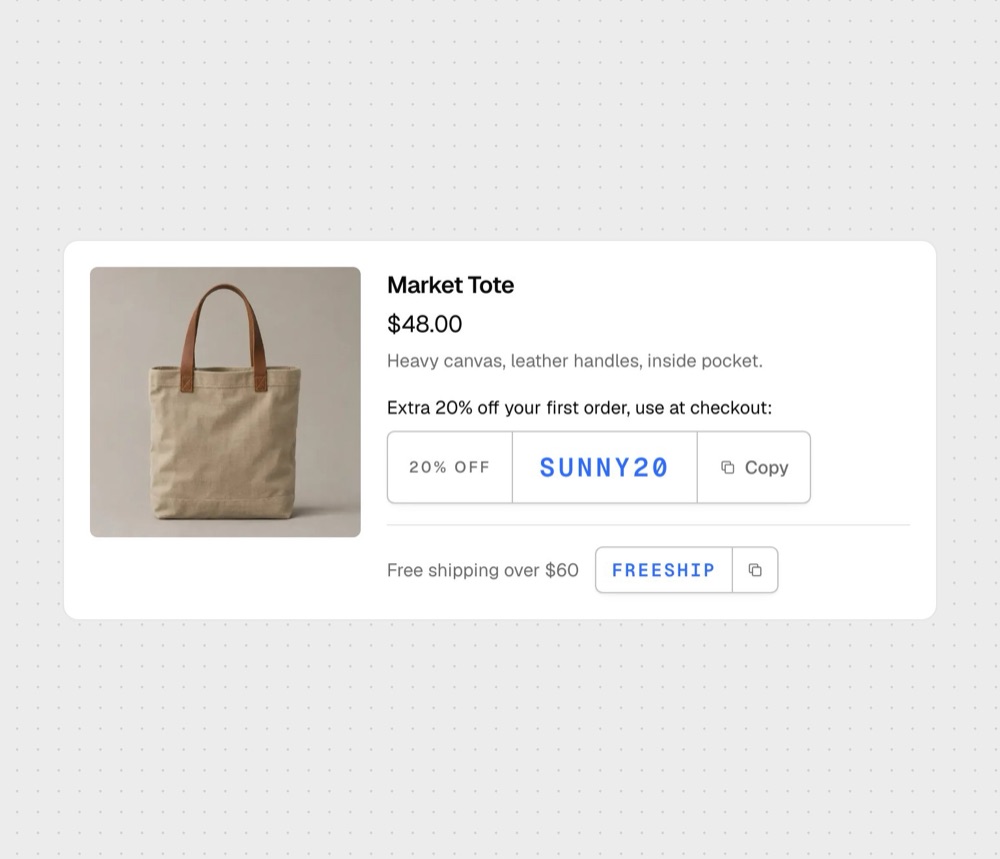 Market Tote
$48.00
Heavy canvas, leather handles, inside pocket.
Extra 20% off your first order, use at checkout:
20% OFF SUNNY20 Copy
Free shipping over $60 FREESHIP